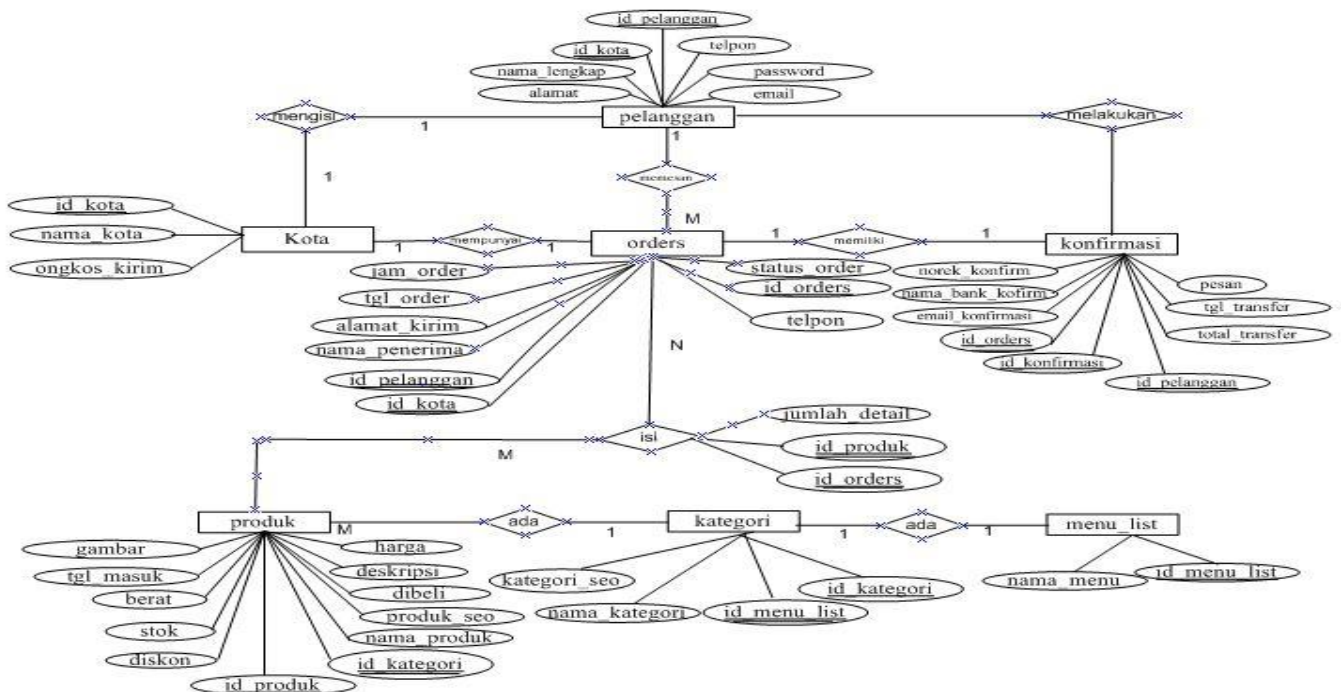 id_pelanggan
id_kota
telpon
nama_lengkap
password
alamat
email
mengisi
1
pelanggan
melakukan
1
1
memesan
id_kota
M
nama_kota
Kota
1
mempunyai
1
orders
1
memiliki
1
konfirmasi
ongkos_kirim
jam_order
status_order
norek_konfirm
pesan
tgl_order
id_orders
nama_bank_kofirm
tgl_transfer
alamat_kirim
telpon
email_konfirmasi
total_transfer
nama_penerima
N
id_orders
id_pelanggan
id_konfirmasi
id_kota
id_pelanggan
jumlah_detail
isi
id_produk
M
id_orders
produk
M
ada
1
kategori
1
ada
1
menu_list
gambar
harga
tgl_masuk
deskripsi
kategori_seo
id_kategori
nama_menu
id_menu_list
berat
dibeli
produk_seo
nama_kategori
id_menu_list
stok
nama_produk
diskon
id_kategori
id_produk